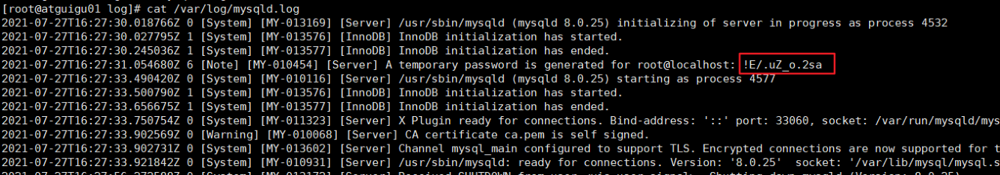 [root@atguigu01 log]# cat /var/log/mysqld.log
2021-07-27T16:27:30.018766Z 0 [System] [MY-013169] [Server] /usr/sbin/mysqld (mysqld 8.0.25) initializing of server in progress as process 4532
2021-07-27T16:27:30.027795Z 1 [System] [MY-013576] [InnoDB] InnoDB initialization has started.
2021-07-27T16:27:30.245036Z 1 [System] [MY-013577] [InnoDB] InnoDB initialization has ended.
2021-07-27T16:27:31.054680Z 6 [Note] [MY-010454] [Server] A temporary password is generated for root@localhost: !E/.uZ_o.2sa
2021-07-27T16:27:33.490420Z 0 [System] [MY-010116] [Server] /usr/sbin/mysqld (mysqld 8.0.25) starting as process 4577
2021-07-27T16:27:33.500790Z 1 [System] [MY-013576] [InnoDB] InnoDB initialization has started.
2021-07-27T16:27:33.656675Z 1 [System] [MY-013577] [InnoDB] InnoDB initialization has ended.
2021-07-27T16:27:33.750754Z 0 [System] [MY-011323] [Server] X Plugin ready for connections. Bind-address: '::' port: 33060, socket: /var/run/mysqld/mys
2021-07-27T16:27:33.902569Z 0 [Warning] [MY-010068] [Server] CA certificate ca.pem is self signed.
2021-07-27T16:27:33.902731Z 0 [System] [MY-013602] [Server] Channel mysql_main configured to support TLS. Encrypted connections are now supported for t
2021-07-27T16:27:33.921842Z 0 [System] [MY-010931] [Server] /usr/sbin/mysqld: ready for connections. Version: '8.0.25' socket: '/var/lib/mysql/mysql.s